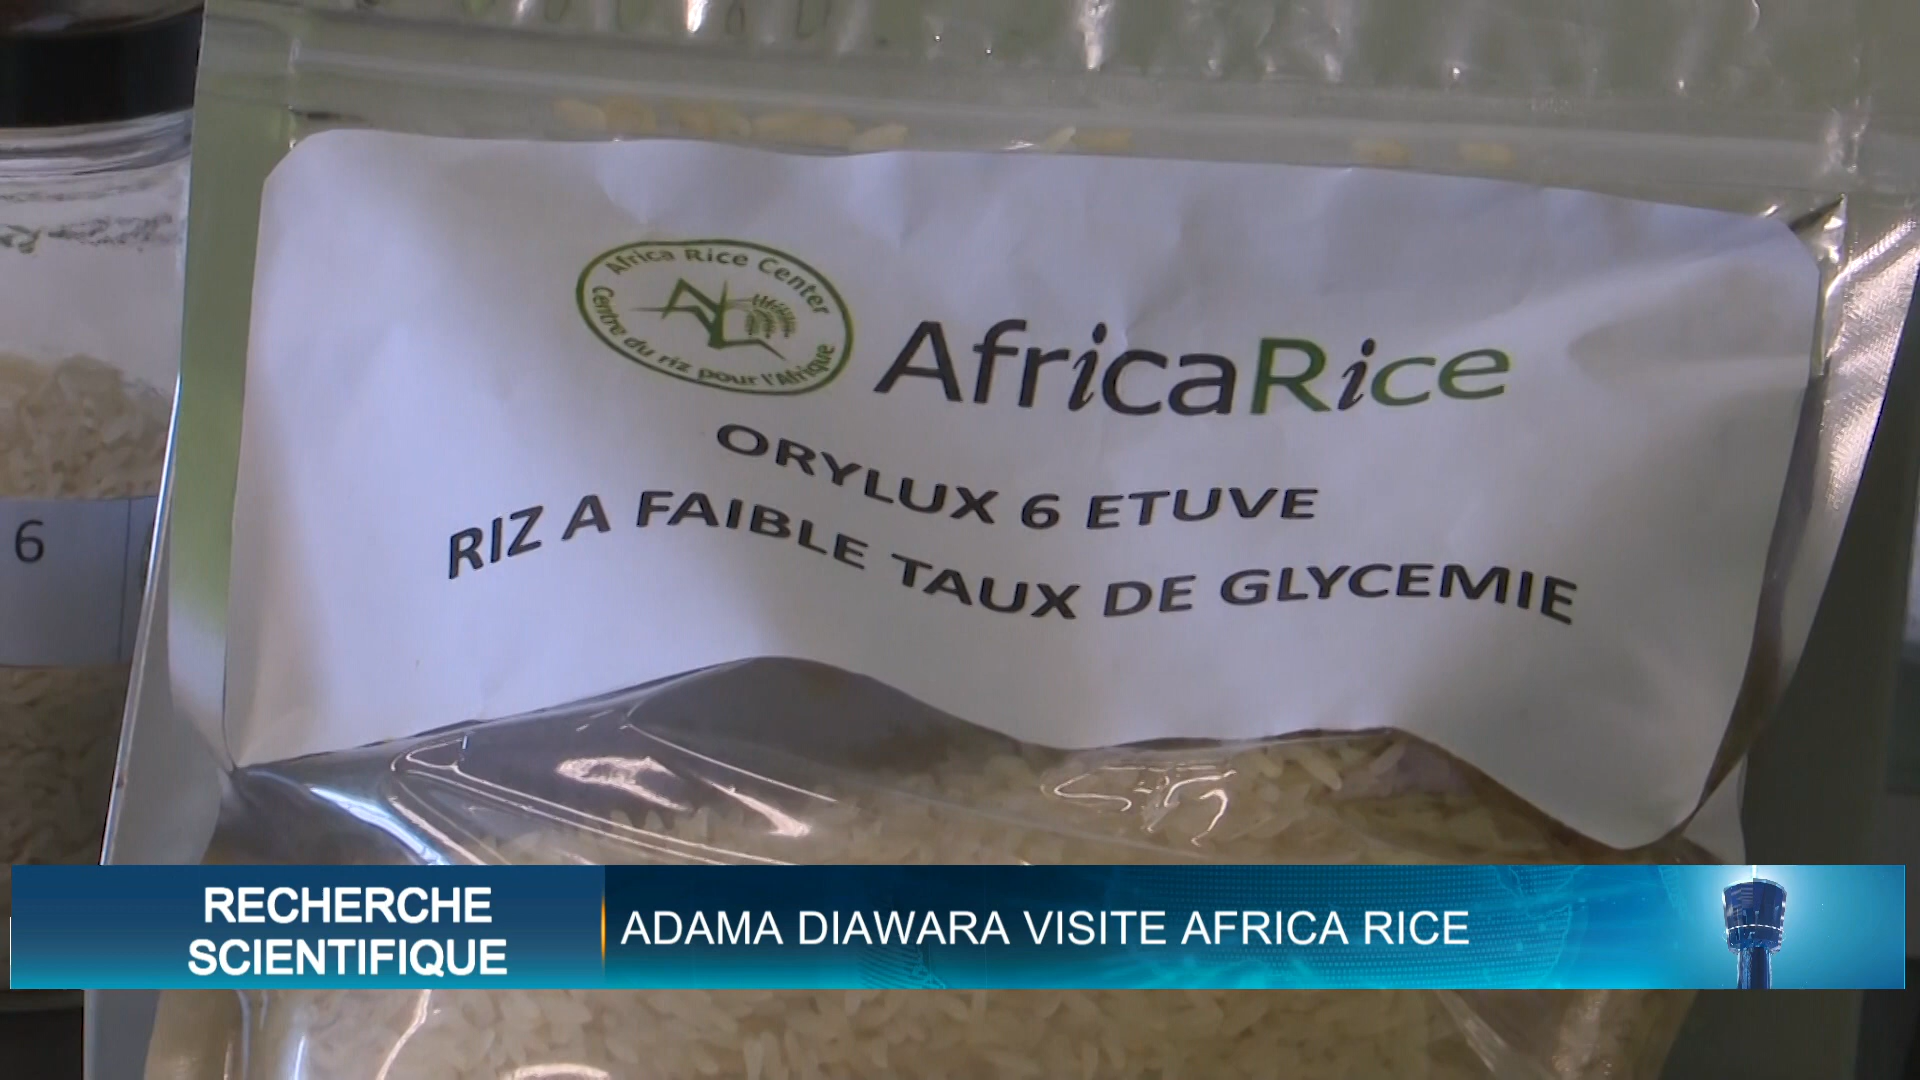 Africa Rice Center
Centre du riz pour l'Afrique
AfricaRice
ORYLUX 6 ETUVE
RIZ A FAIBLE TAUX DE GLYCEMIE
6
RECHERCHE
SCIENTIFIQUE
ADAMA DIAWARA VISITE AFRICA RICE